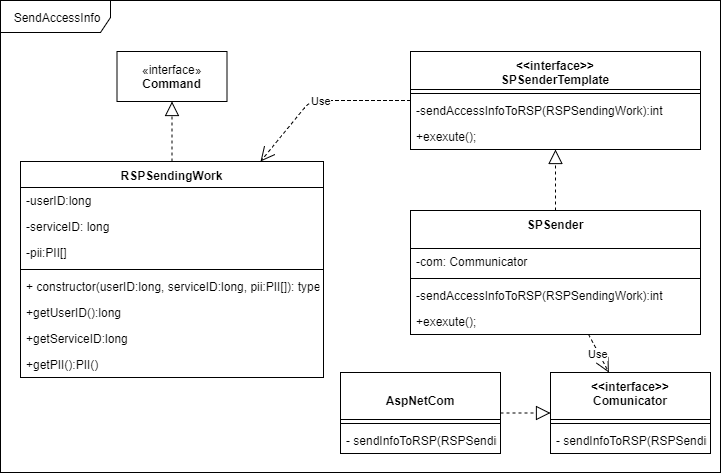 SendAccessInfo
«interface»
Command
<<interface>>
SPSenderTemplate
-sendAccessInfoToRSP(RSPSendingWork):int
+exexute();
Use
RSPSendingWork
-userID:long
-serviceID: long
-pii:PII[]
+ constructor(userID:long, serviceID:long, pii:PII[]): type
+getUserID():long
+getServiceID:long
+getPII():PII()
SPSender
-com: Communicator
-sendAccessInfoToRSP(RSPSendingWork):int
+exexute();
Use
AspNetCom
- sendInfoToRSP(RSPSendi
<<interface>>
Comunicator
- sendInfoToRSP(RSPSendi